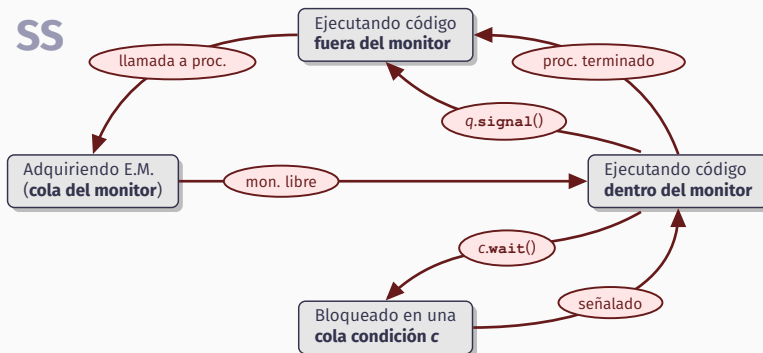 SS
Ejecutando código
fuera del monitor
llamada a proc.
proc. terminado
q.signal()
Adquiriendo E.M.
(cola del monitor)
mon. libre
Ejecutando código
dentro del monitor
c.wait()
Bloqueado en una
cola condición c
señalado